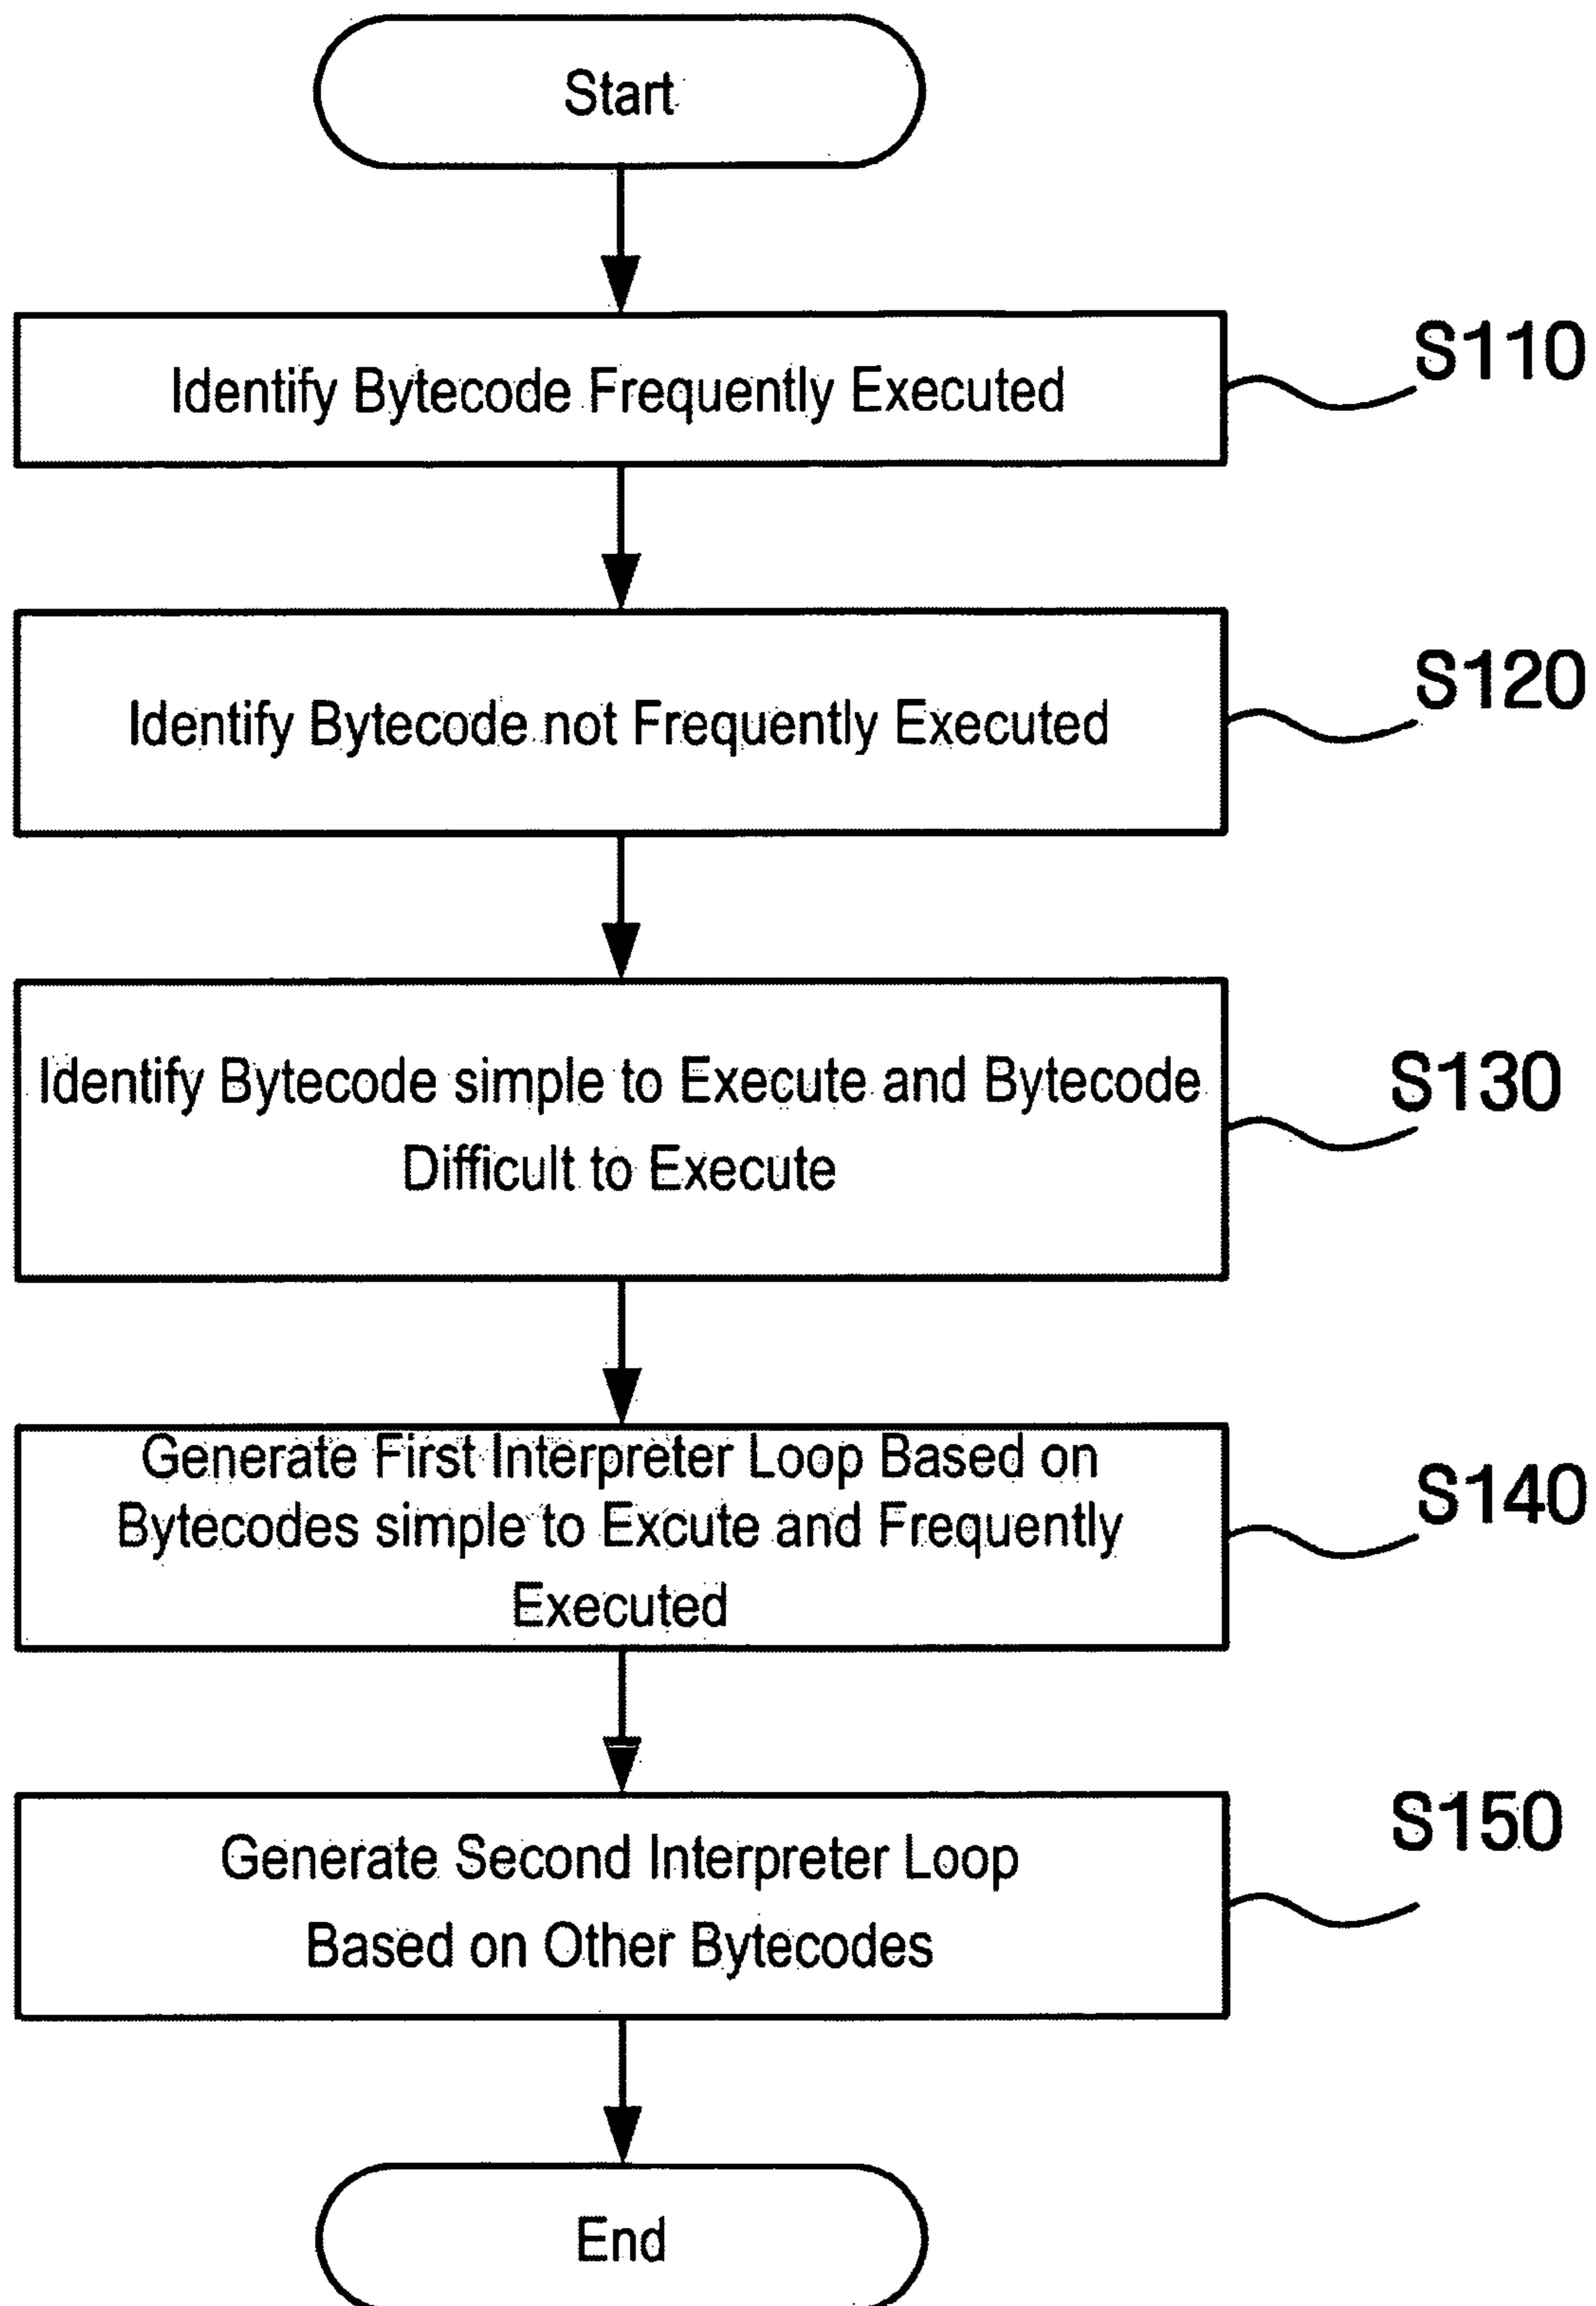 Start
Identify Bytecode Frequently Executed
S110
Identify Bytecode not Frequently Executed
S120
Identify Bytecode simple to Execute and Bytecode
Difficult to Execute
S130
Generate First Interpreter Loop Based on
Bytecodes simple to Excute and Frequently
Executed
S140
Generate Second Interpreter Loop
Based on Other Bytecodes
S150
End